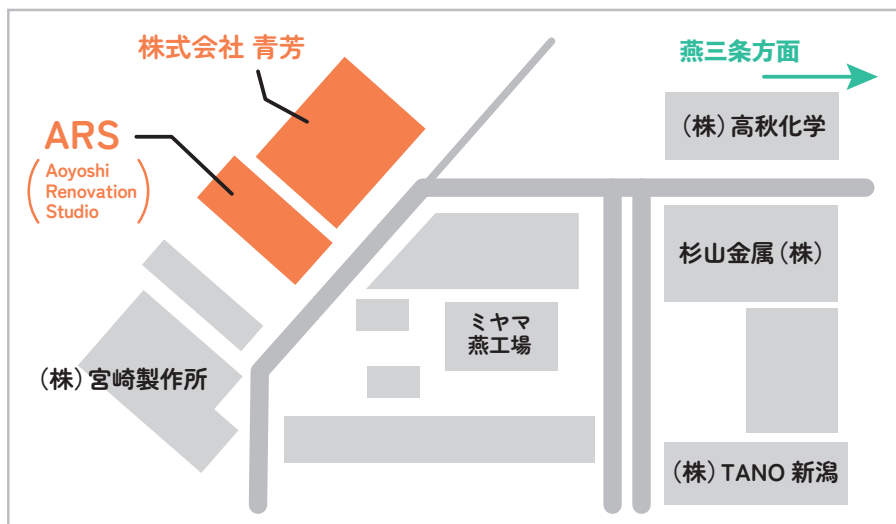 株式会社 青芳
燕三条方面
ARS
(Aoyoshi
Renovation
Studio)
(株)高秋化学
杉山金属(株)
ミヤマ
燕工場
(株)宮崎製作所
(株)TANO 新潟